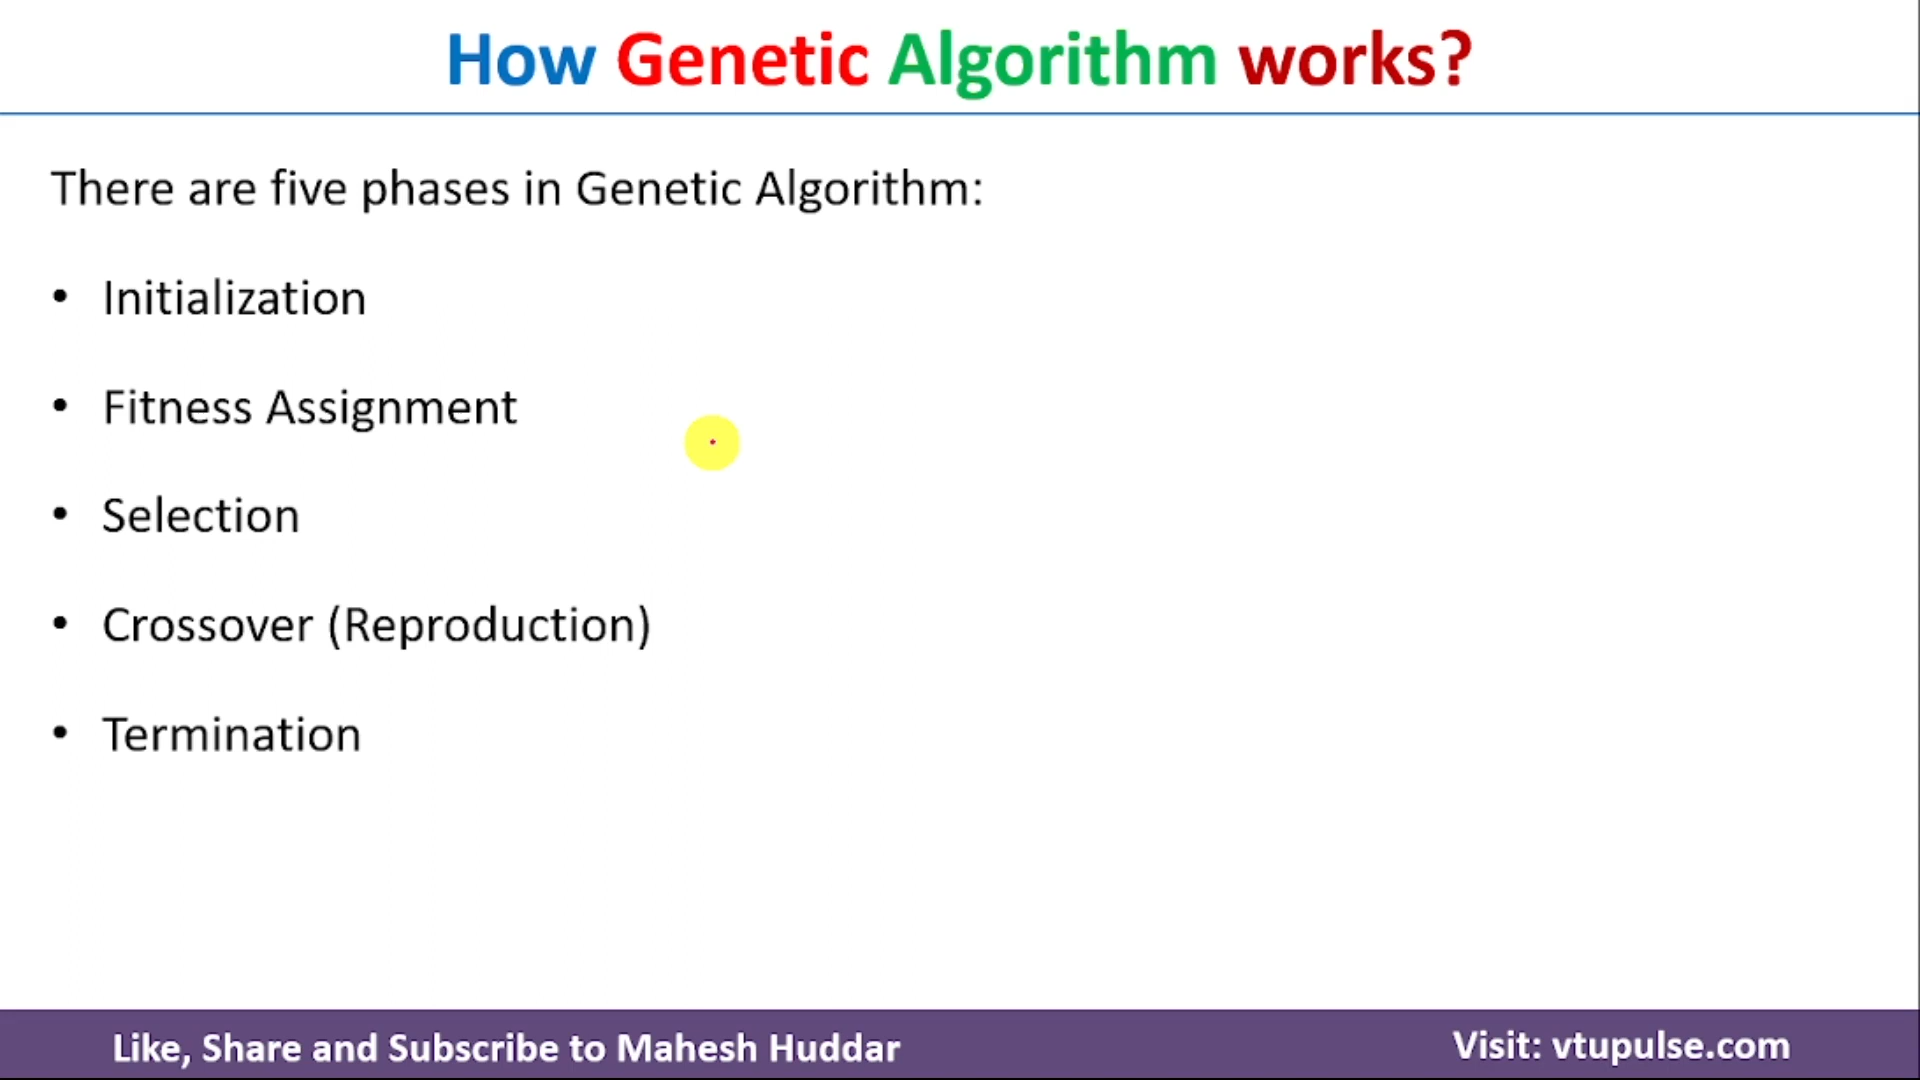 How Genetic Algorithm works?
There are five phases in Genetic Algorithm:
• Initialization
• Fitness Assignment
• Selection
• Crossover (Reproduction)
• Termination
Like, Share and Subscribe to Mahesh Huddar
Visit: vtupulse.com